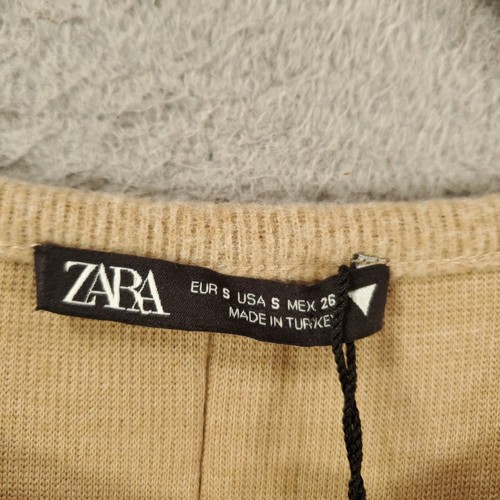 ZARA
EUR S USA S MEX 26
MADE IN TURKEY